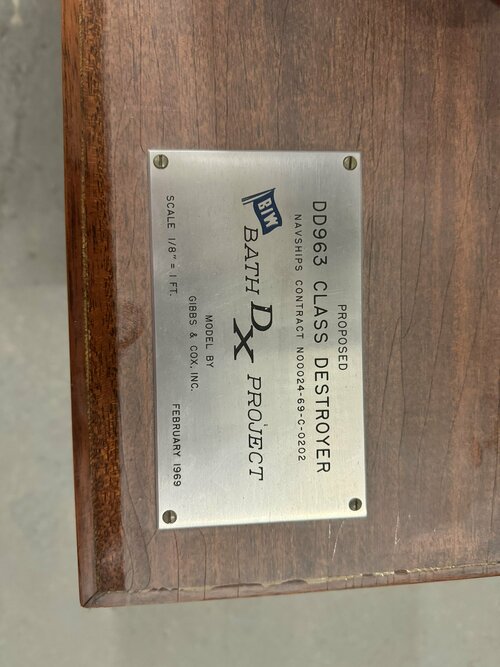 PROPOSED
DD963 CLASS DESTROYER
NAVSHIPS CONTRACT N00024-69-C-0202
BIW BATH DX PROJECT
MODEL BY
GIBBS & COX, INC.
SCALE 1/8" = 1 FT.
FEBRUARY 1969